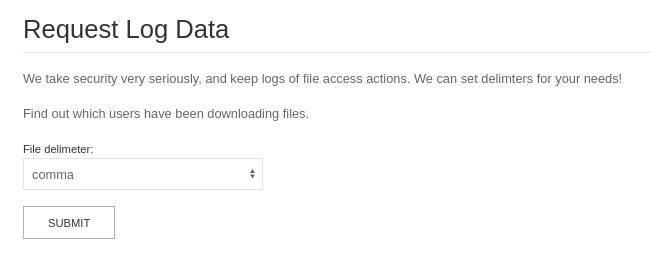 Request Log Data
We take security very seriously, and keep logs of file access actions. We can set delimters for your needs!
Find out which users have been downloading files.
File delimeter:
comma
SUBMIT